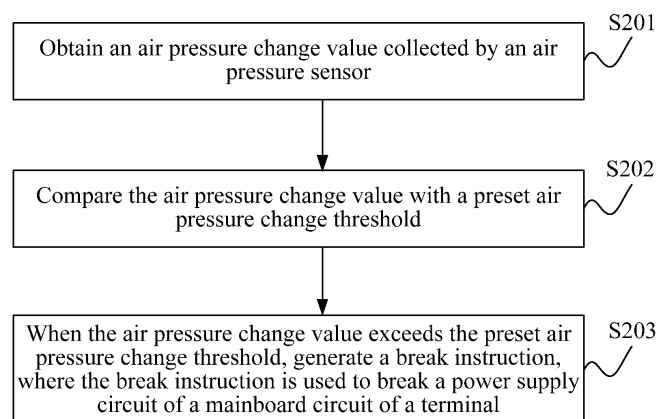 S201
Obtain an air pressure change value collected by an air
pressure sensor
S202
Compare the air pressure change value with a preset air
pressure change threshold
S203
When the air pressure change value exceeds the preset air
pressure change threshold, generate a break instruction,
where the break instruction is used to break a power supply
circuit of a mainboard circuit of a terminal